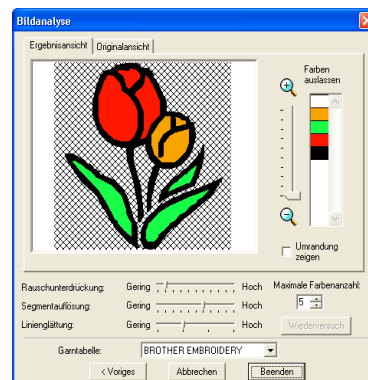 Bildanalyse
Ergebnisansicht Originalansicht
Farben
auslassen
Umrandung
zeigen
Rauschunterdrückung: Gering Hoch Maximale Farbenanzahl:
Segmentauflösung: Gering Hoch 5
Linienglättung: Gering Hoch Wiederversuch
Garntabelle: BROTHER EMBROIDERY
< Voriges Abbrechen Beenden